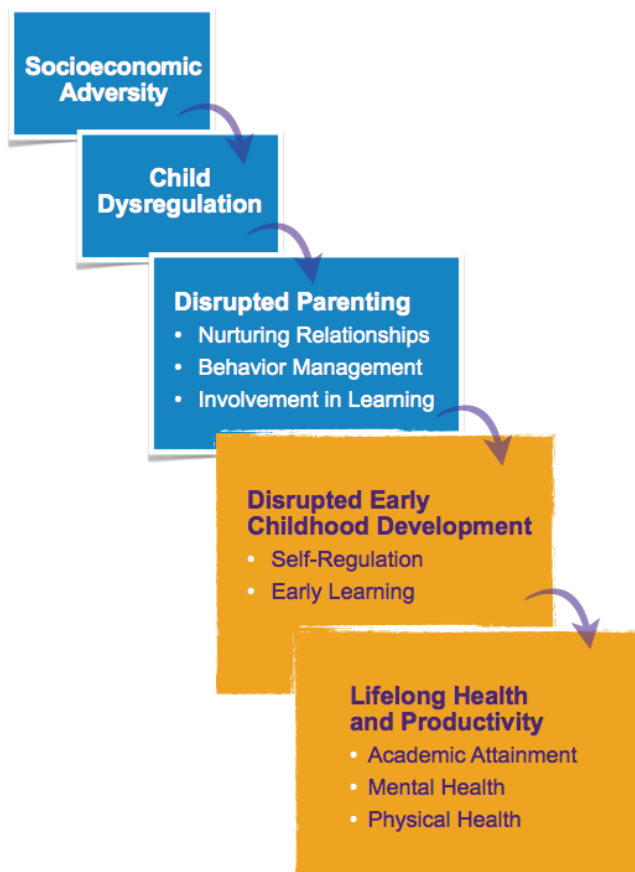 Socioeconomic
Adversity
Child
Dysregulation
Disrupted Parenting
• Nurturing Relationships
• Behavior Management
• Involvement in Learning
Disrupted Early
Childhood Development
• Self-Regulation
• Early Learning
Lifelong Health
and Productivity
• Academic Attainment
• Mental Health
• Physical Health